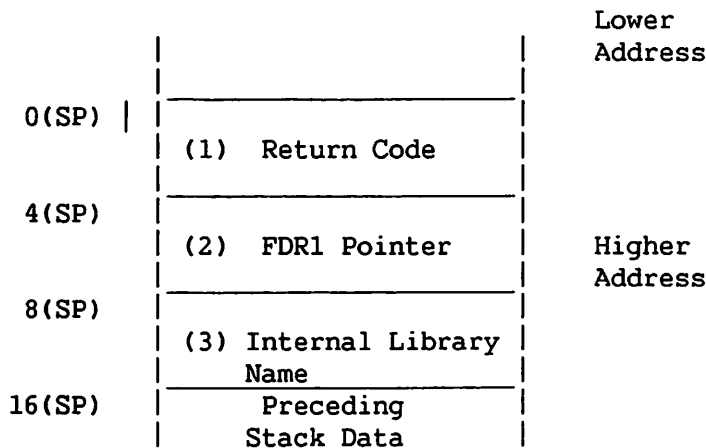 Lower
Address
0(SP)
(1) Return Code
4(SP)
(2) FDR1 Pointer
Higher
Address
8(SP)
(3) Internal Library
Name
16(SP)
Preceding
Stack Data